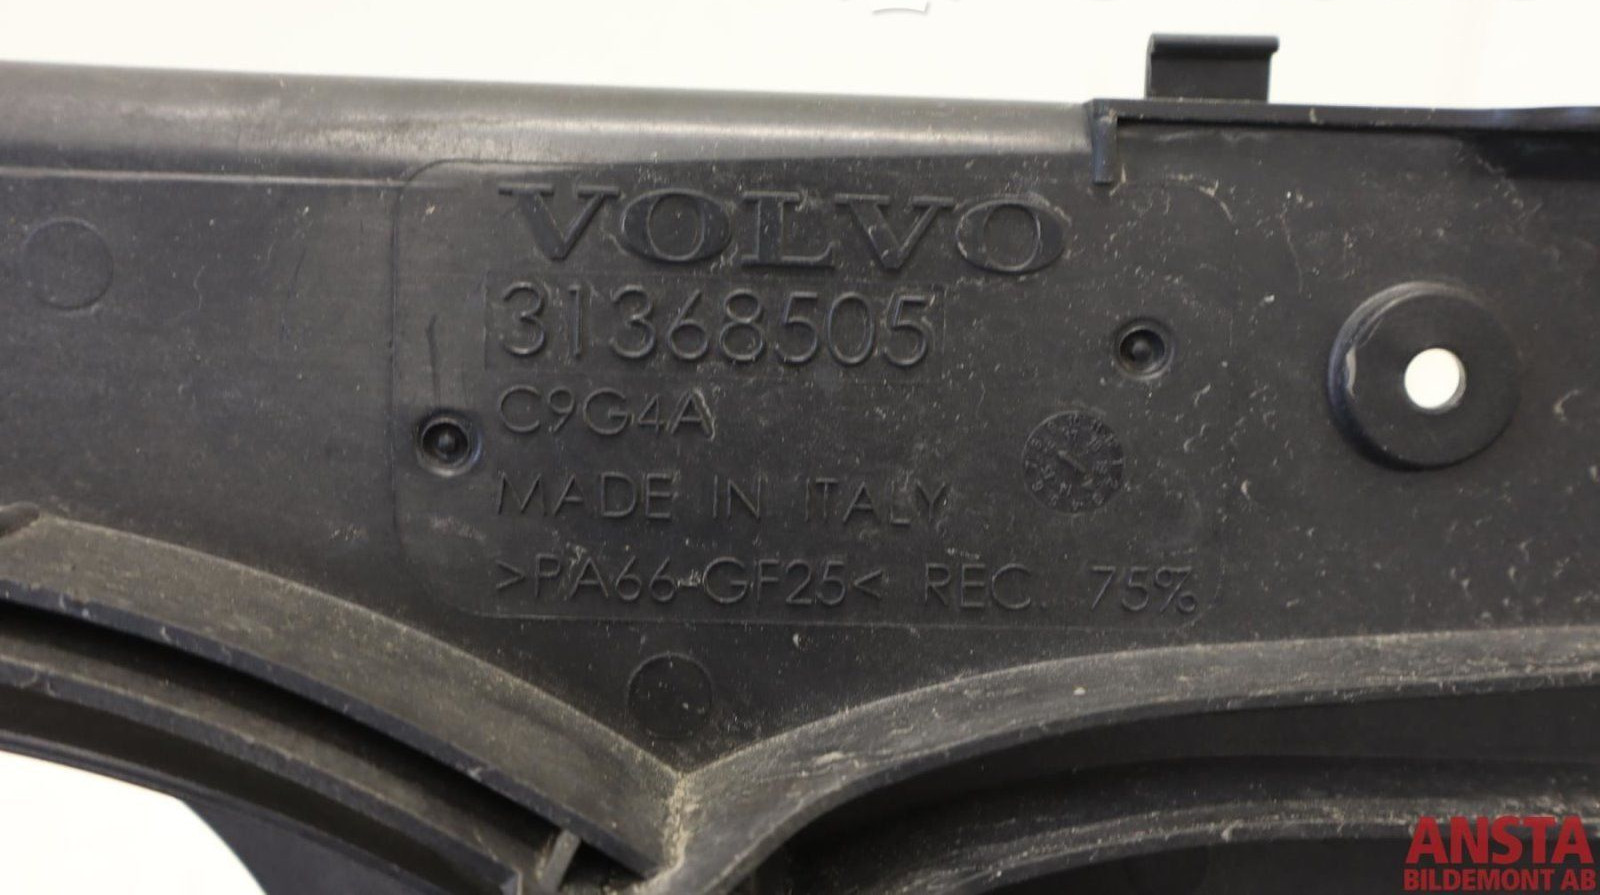 VOLVO
31368505
C9G4A
MADE IN ITALY
>PA66-GF25< REC. 75%
ANSTA
BILDEMONT AB